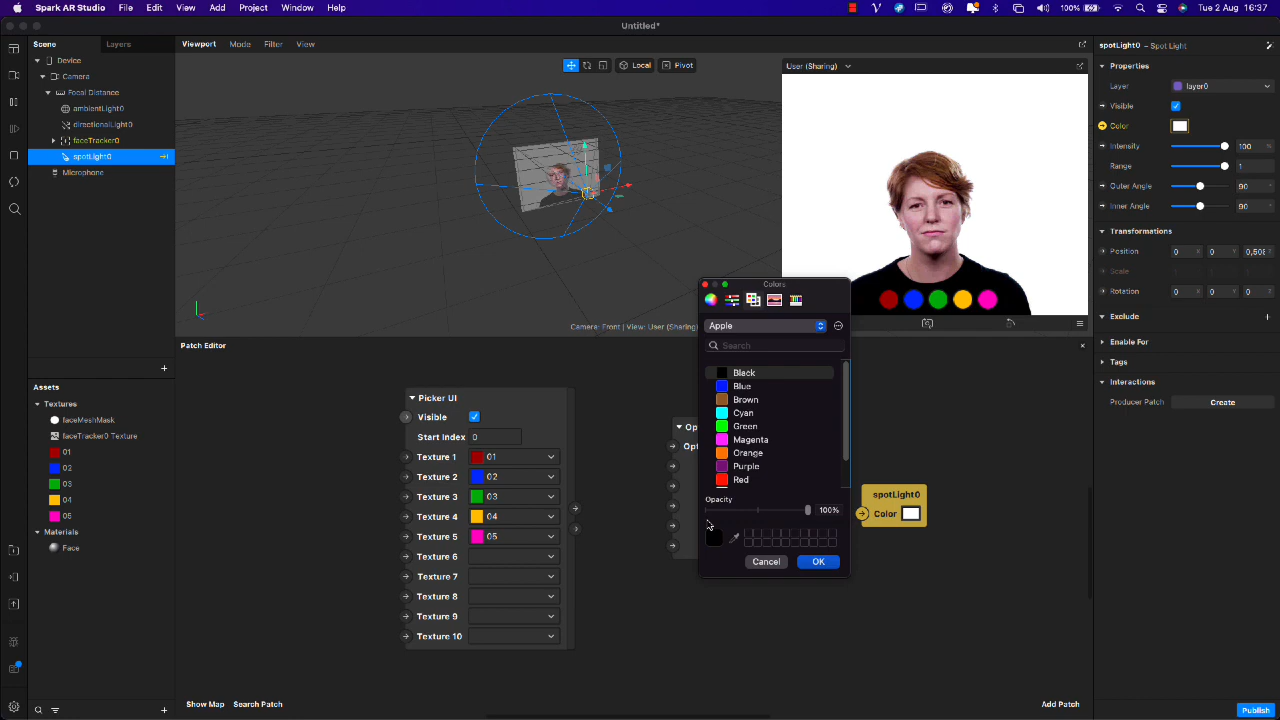 Spark AR Studio File Edit View Insert Add Project Window Help 100% Tue 2 Aug 16:37
Untitled*
Scene Layers
Device
Camera
Focal Distance
ambientLight0
directionalLight0
faceTracker0
spotLight0
Microphone
Viewport Mode Filter View
Local Pivot
User (Sharing)
Camera: Front | View: User (Sharing)
spotLight0 - Spot Light
Properties
Layer layer0
Visible
Color
Intensity 100 %
Range 1
Outer Angle 90 °
Inner Angle 90 °
Transformations
Position 0 X 0 Y 0,508
Scale
Rotation 0 X 0 Y 0 Z
Exclude
Enable For
Tags
Interactions
Producer Patch Create
Assets
Textures
faceMeshMask
faceTracker0 Texture
01
02
03
04
05
Materials
Face
Patch Editor
Picker UI
Visible
Start Index 0
Texture 1 01
Texture 2 02
Texture 3 03
Texture 4 04
Texture 5 05
Texture 6
Texture 7
Texture 8
Texture 9
Texture 10
Colors
Apple
Search
Black
Blue
Brown
Cyan
Green
Magenta
Orange
Purple
Red
Opacity
100%
Cancel OK
spotLight0
Color
Show Map Search Patch Add Patch
Publish